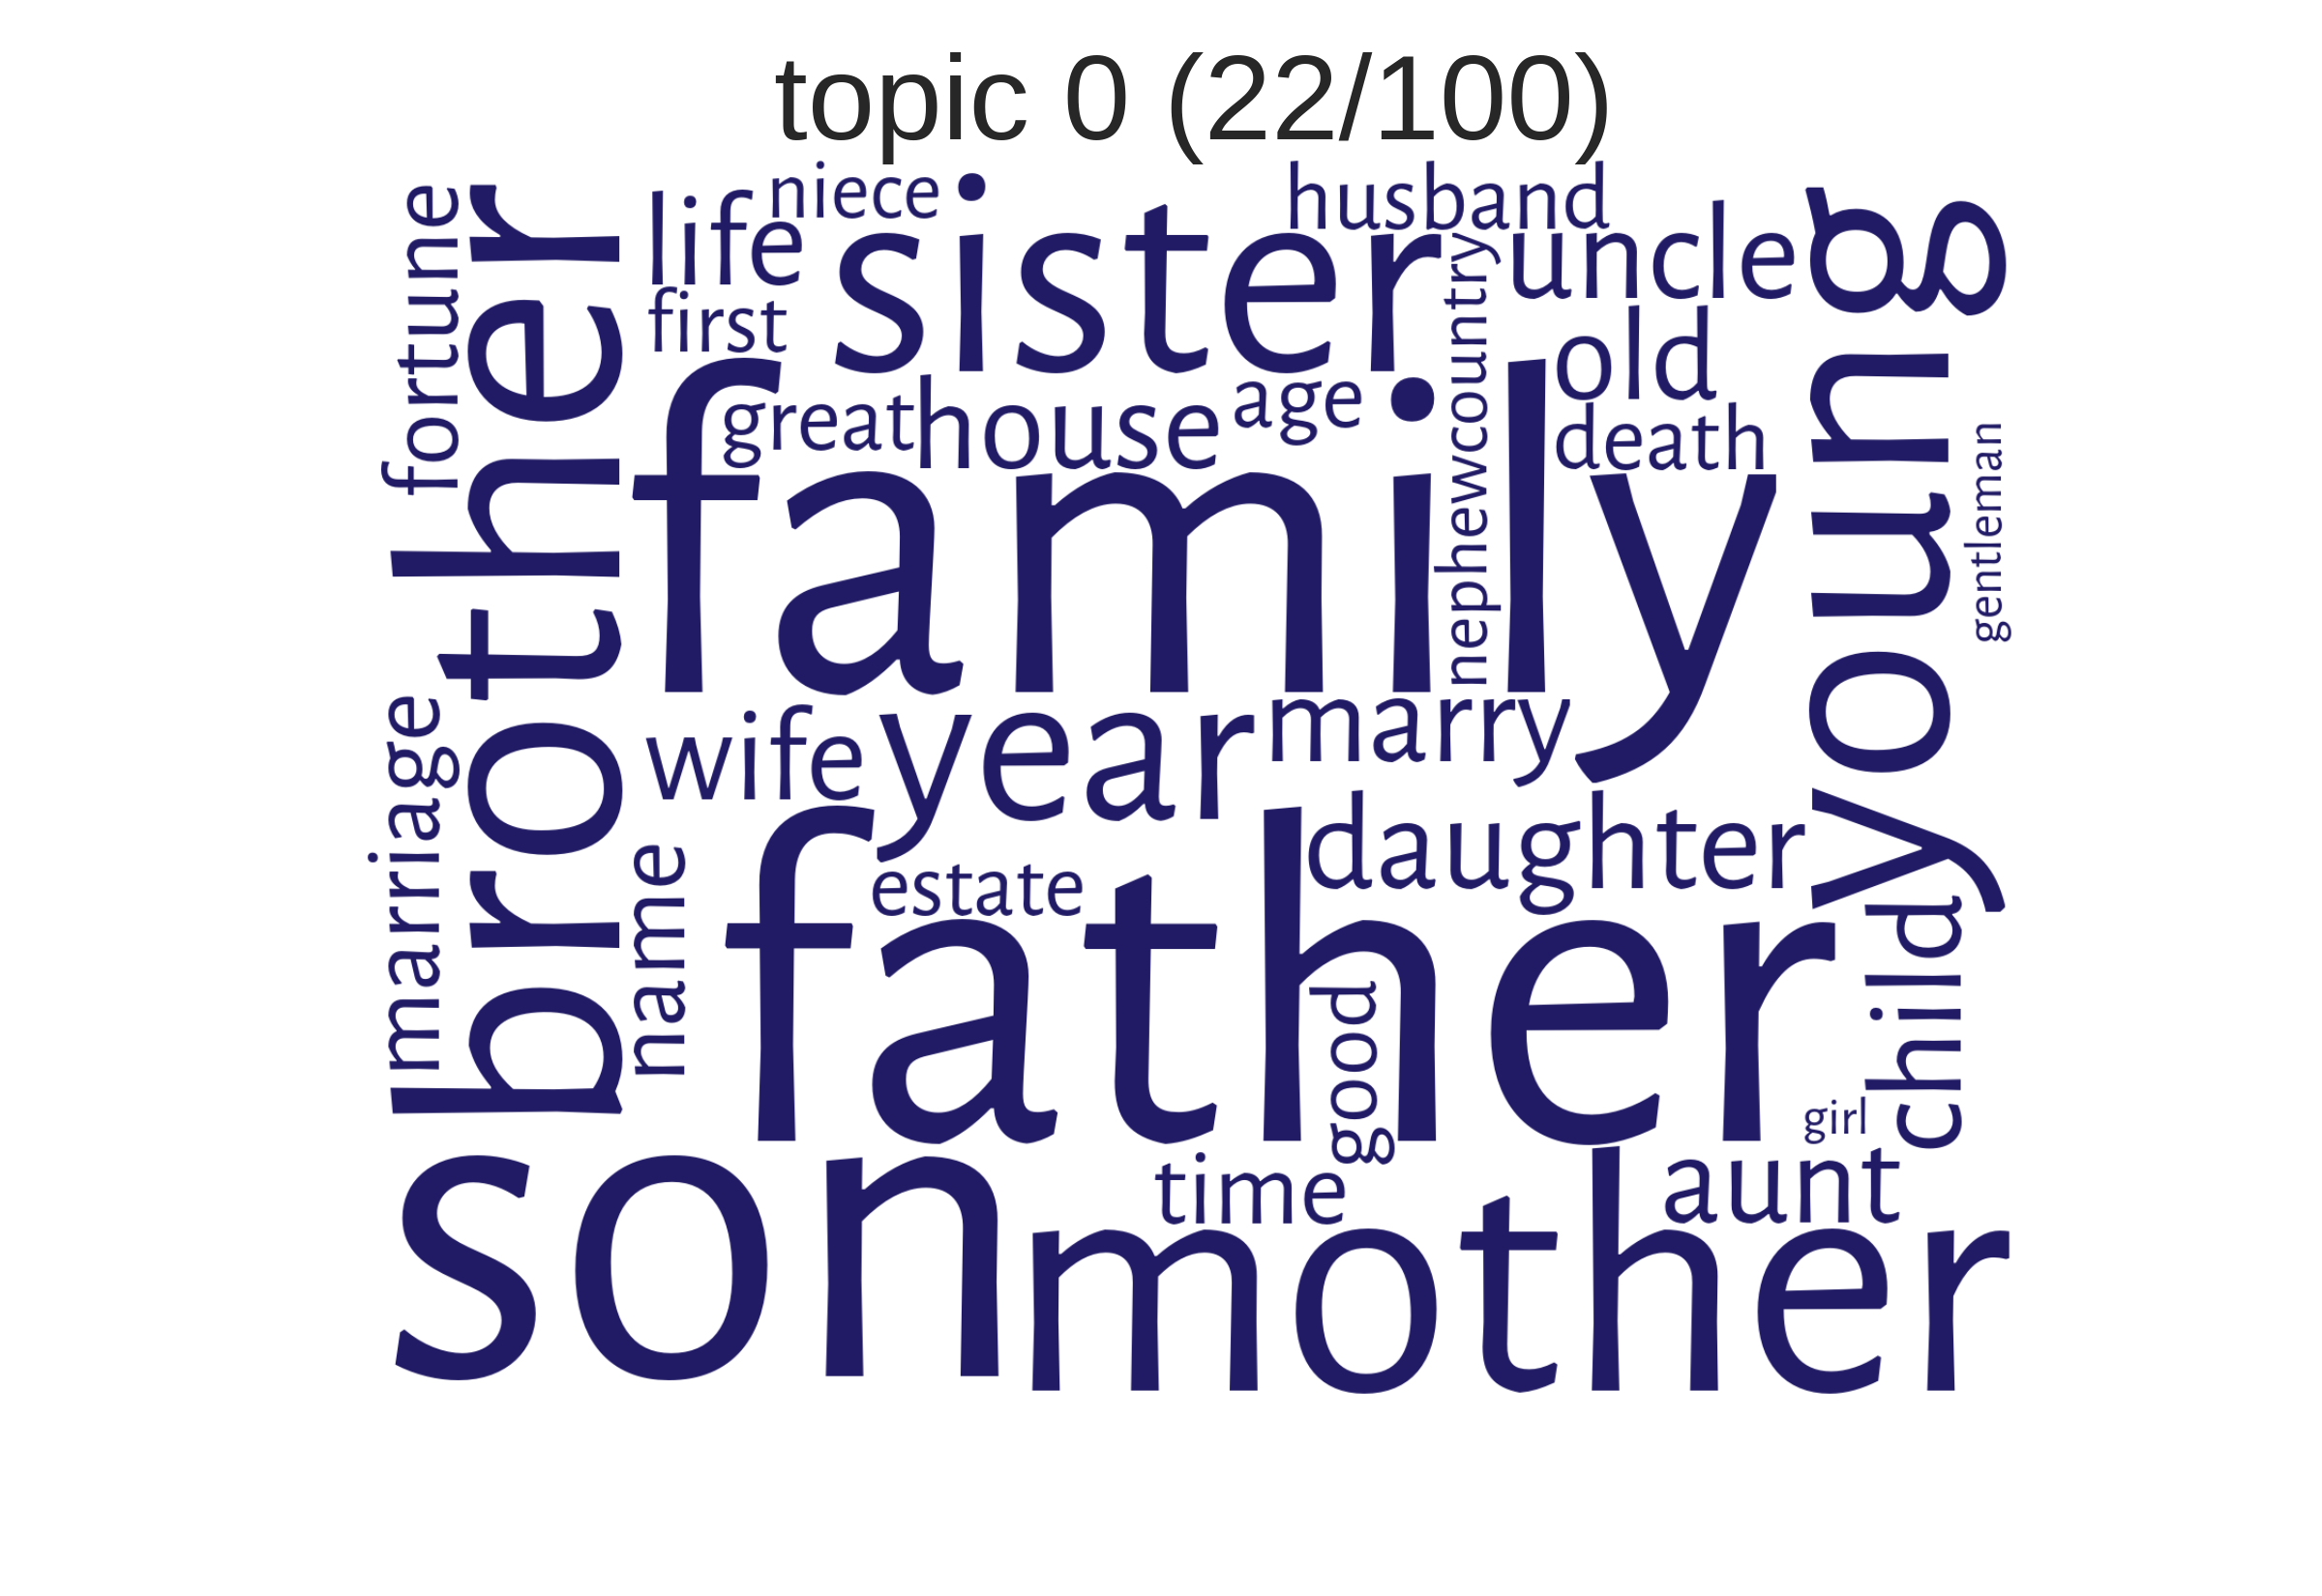 topic 0 (22/100)
niece
husband
life
sister
uncle
young
fortune
brother
first
country
old
great
house
age
death
gentleman
family
nephew
marriage
wife
year
marry
daughter
name
estate
father
child
good
girl
son
time
aunt
mother